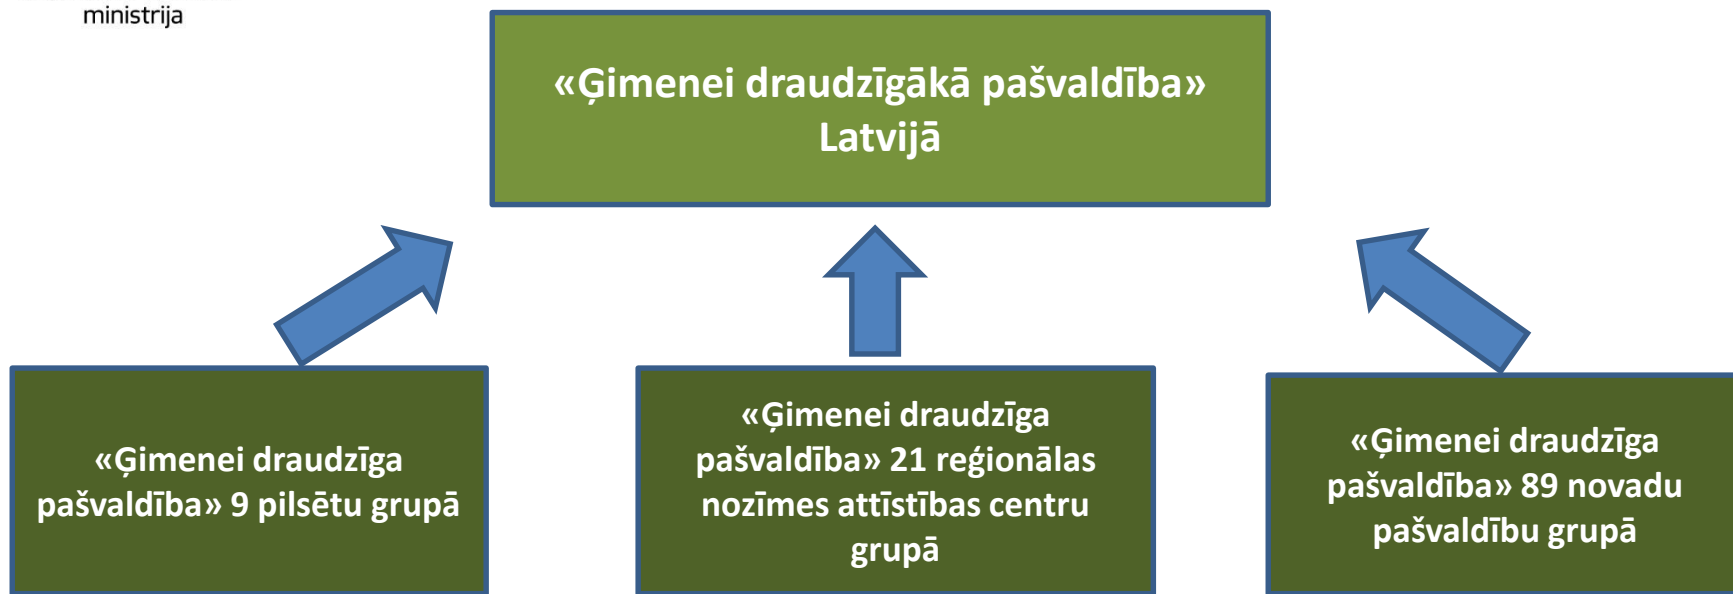 ministrija
«Ģimenei draudzīgākā pašvaldība»
Latvijā
«Ģimenei draudzīga
pašvaldība» 9 pilsētu grupā
«Ģimenei draudzīga
pašvaldība» 21 reģionālas
nozīmes attīstības centru
grupā
«Ģimenei draudzīga
pašvaldība» 89 novadu
pašvaldību grupā